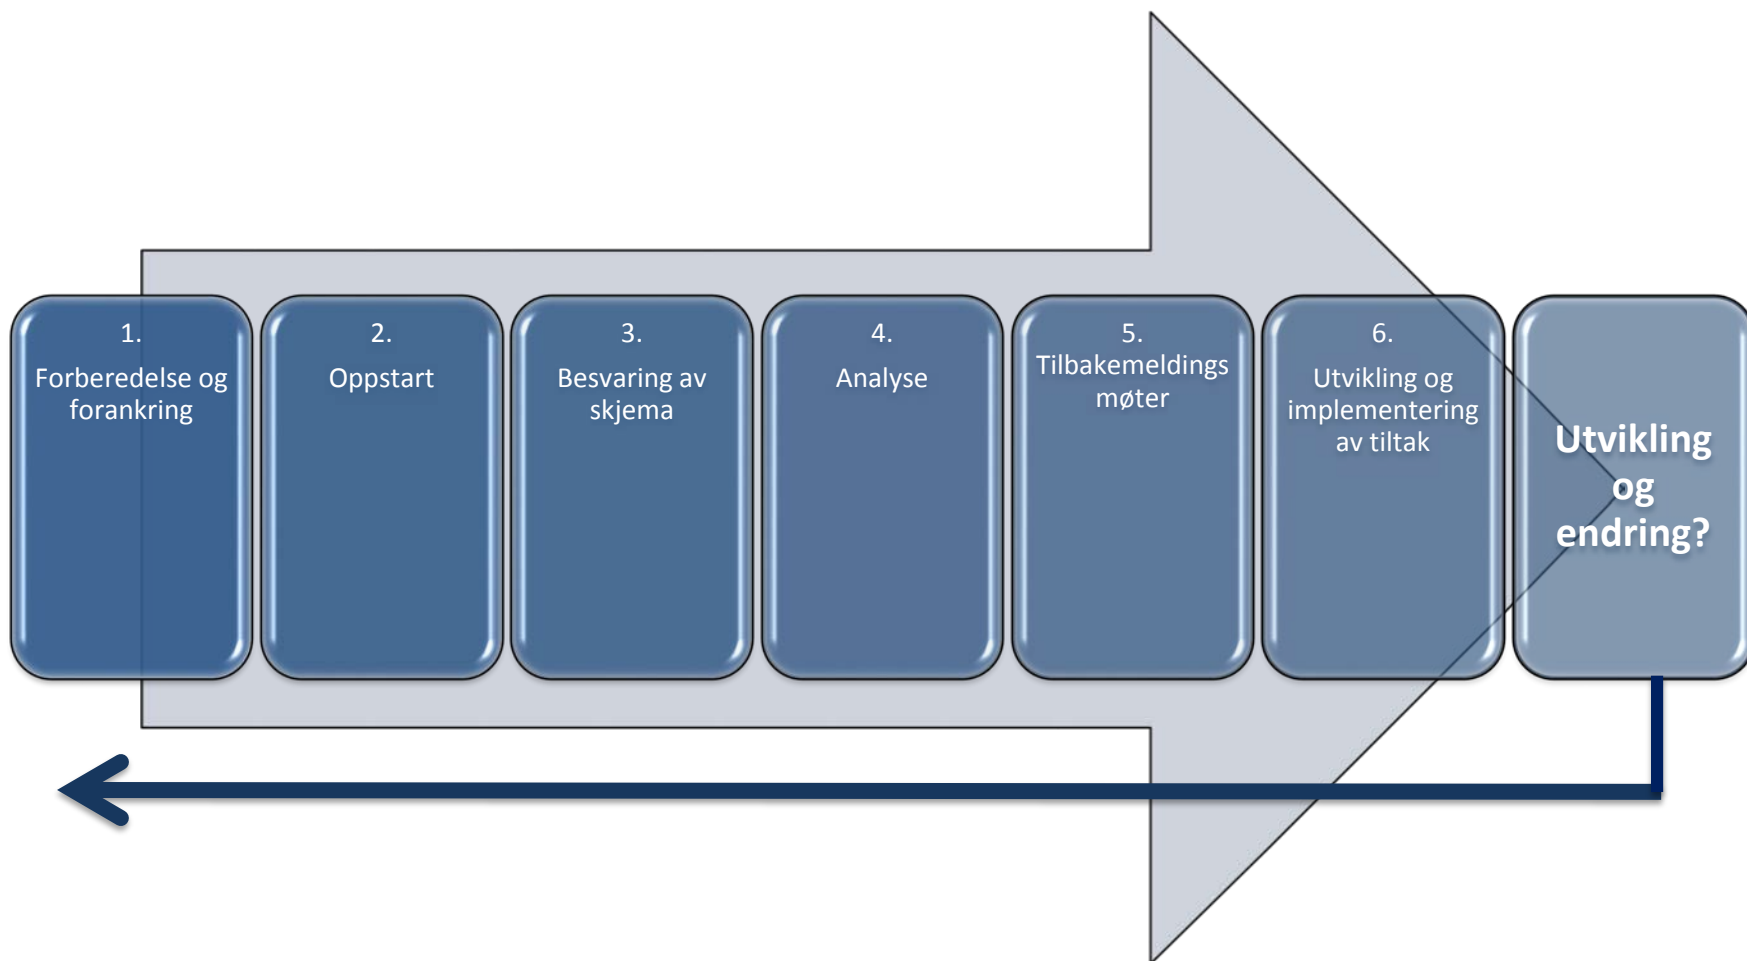 1.
Forberedelse og
forankring
2.
Oppstart
3.
Besvaring av
skjema
4.
Analyse
5.
Tilbakemeldings
møter
6.
Utvikling og
implementering
av tiltak
Utvikling
og
endring?